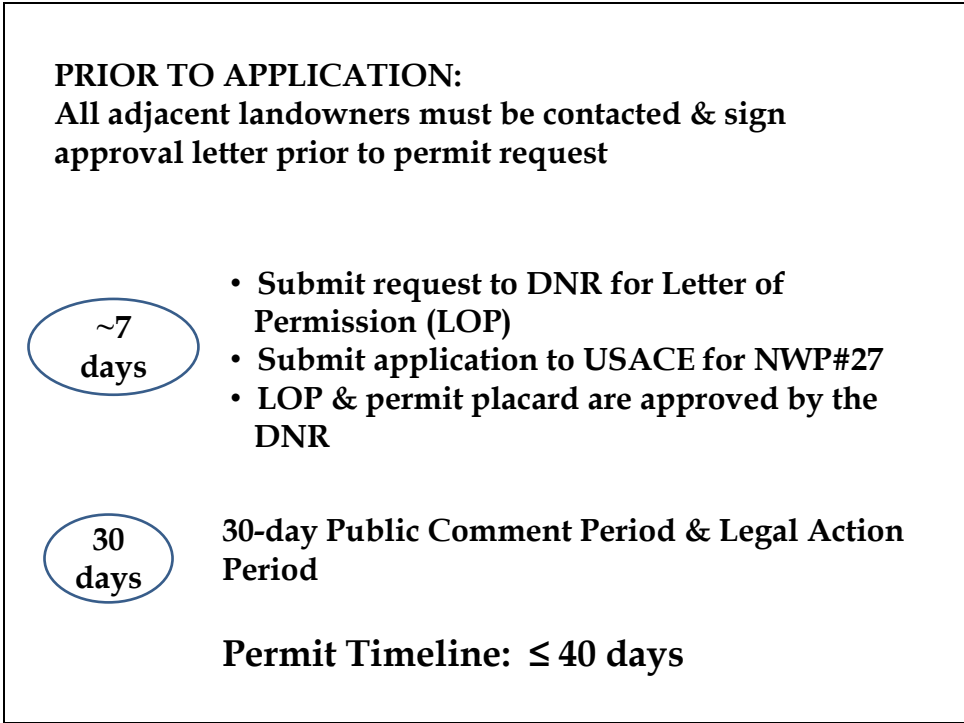 PRIOR TO APPLICATION:
All adjacent landowners must be contacted & sign
approval letter prior to permit request
~7
days
• Submit request to DNR for Letter of
Permission (LOP)
• Submit application to USACE for NWP#27
• LOP & permit placard are approved by the
DNR
30
days
30-day Public Comment Period & Legal Action
Period
Permit Timeline: ≤ 40 days